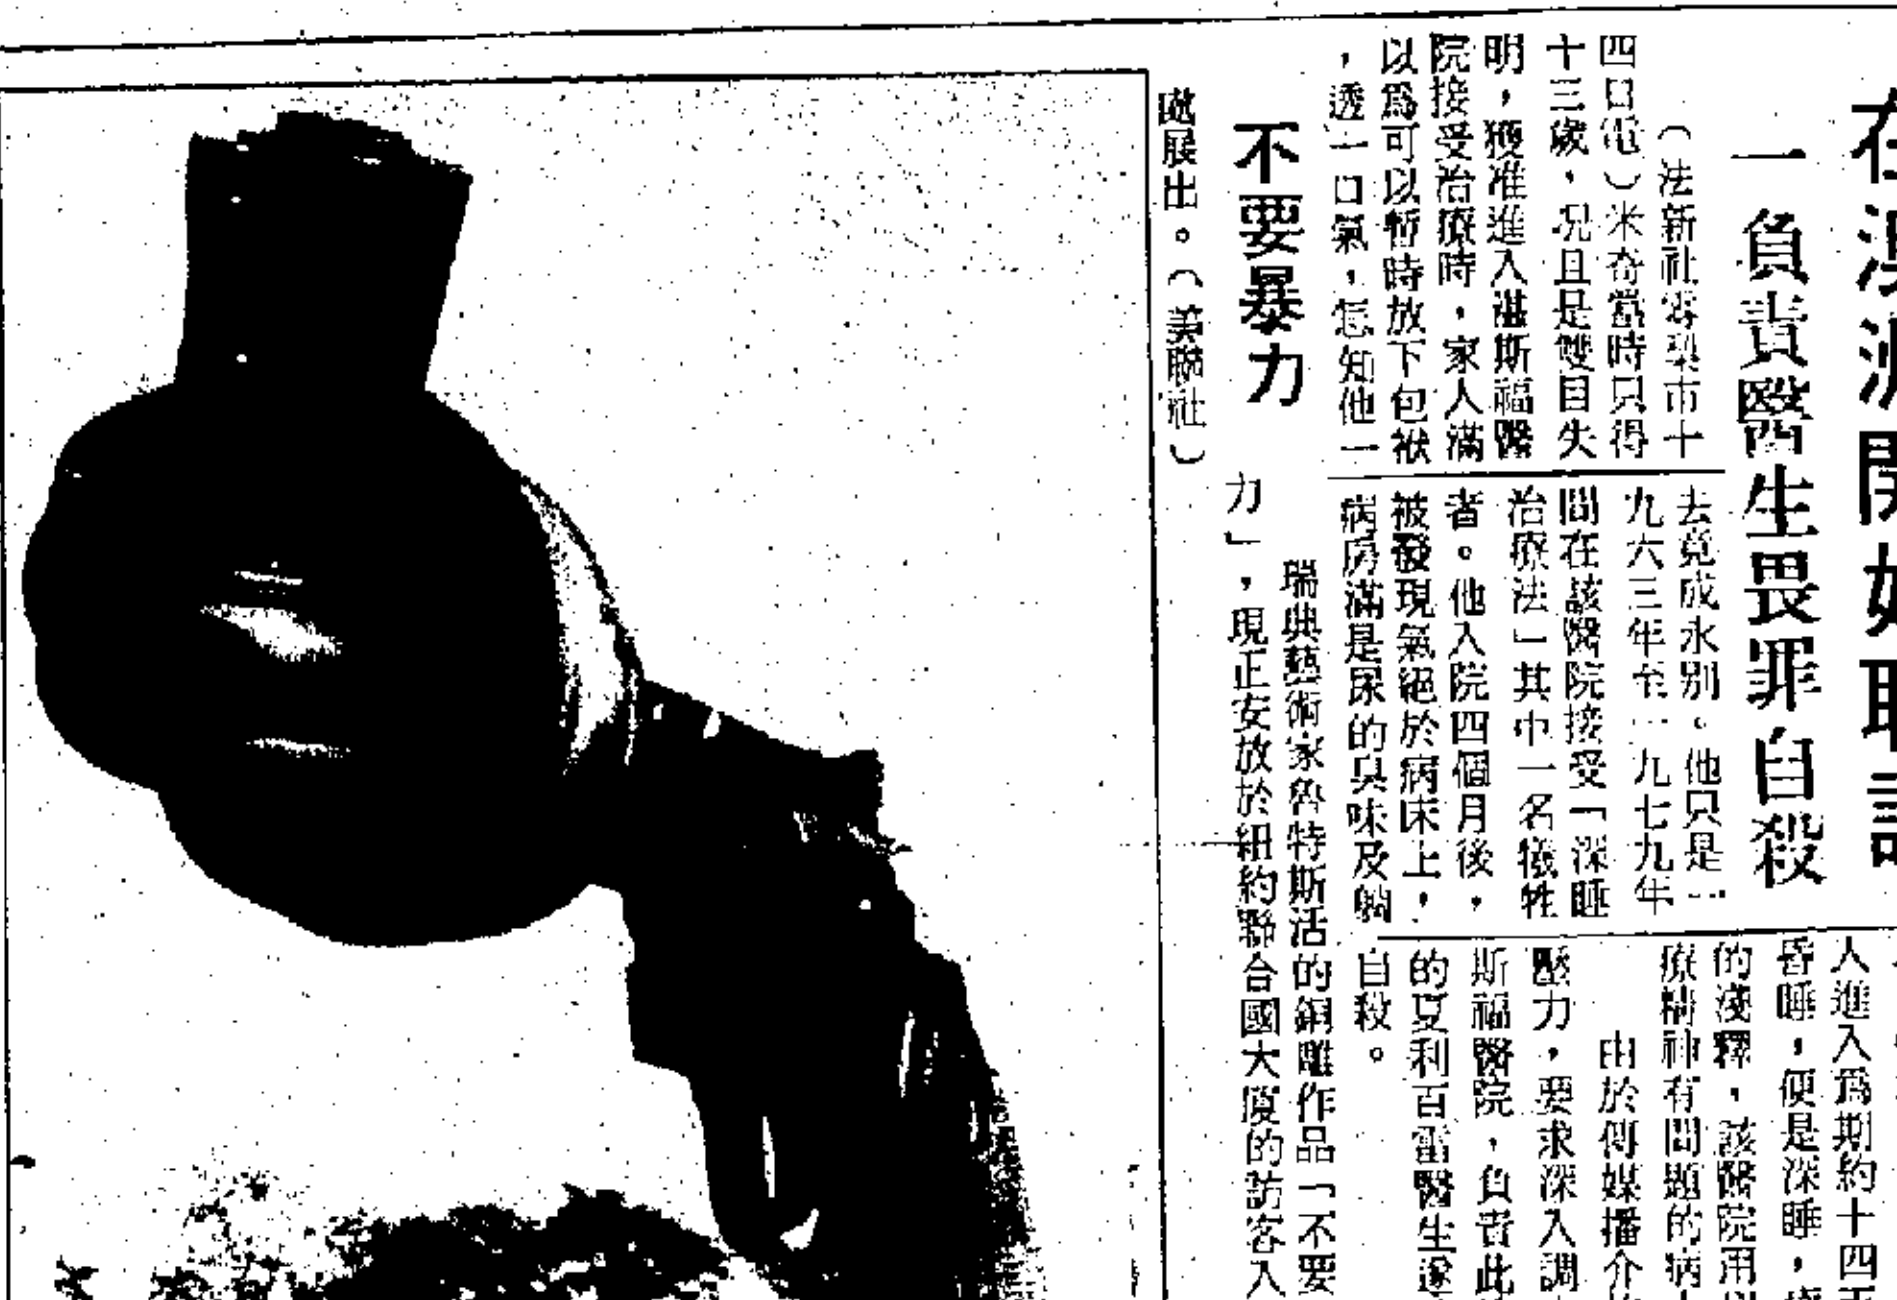 一負責醫生畏罪自殺
(法新社雪梨市十
四日電)米奇當時只得
十三歲,况且是雙目失
明,獲准進入湛斯福醫
院接受治療時,家人滿
以爲可以暫時放下包袱
,透一口氣,怎知他一
去竟成永别。他只是一
九六三年至一九七九年
間在該醫院接受「深睡
治療法」其中一名犧牲
者。他入院四個月後,
被發現氣絕於病床上,
病房滿是尿的臭味及
人進入爲期約十四
昏睡,便是深睡,
的淺釋,該醫院用
療精神有問題的病
由於傳媒播介
壓力,要求深入調
斯福醫院,負責此
的夏利百雷醫生遂
自殺。
不要暴力
瑞典藝術家魯特斯活的銅雕作品「不要
力」,現正安放於紐約聯合國大厦的訪客入
處展出。(美聯社)